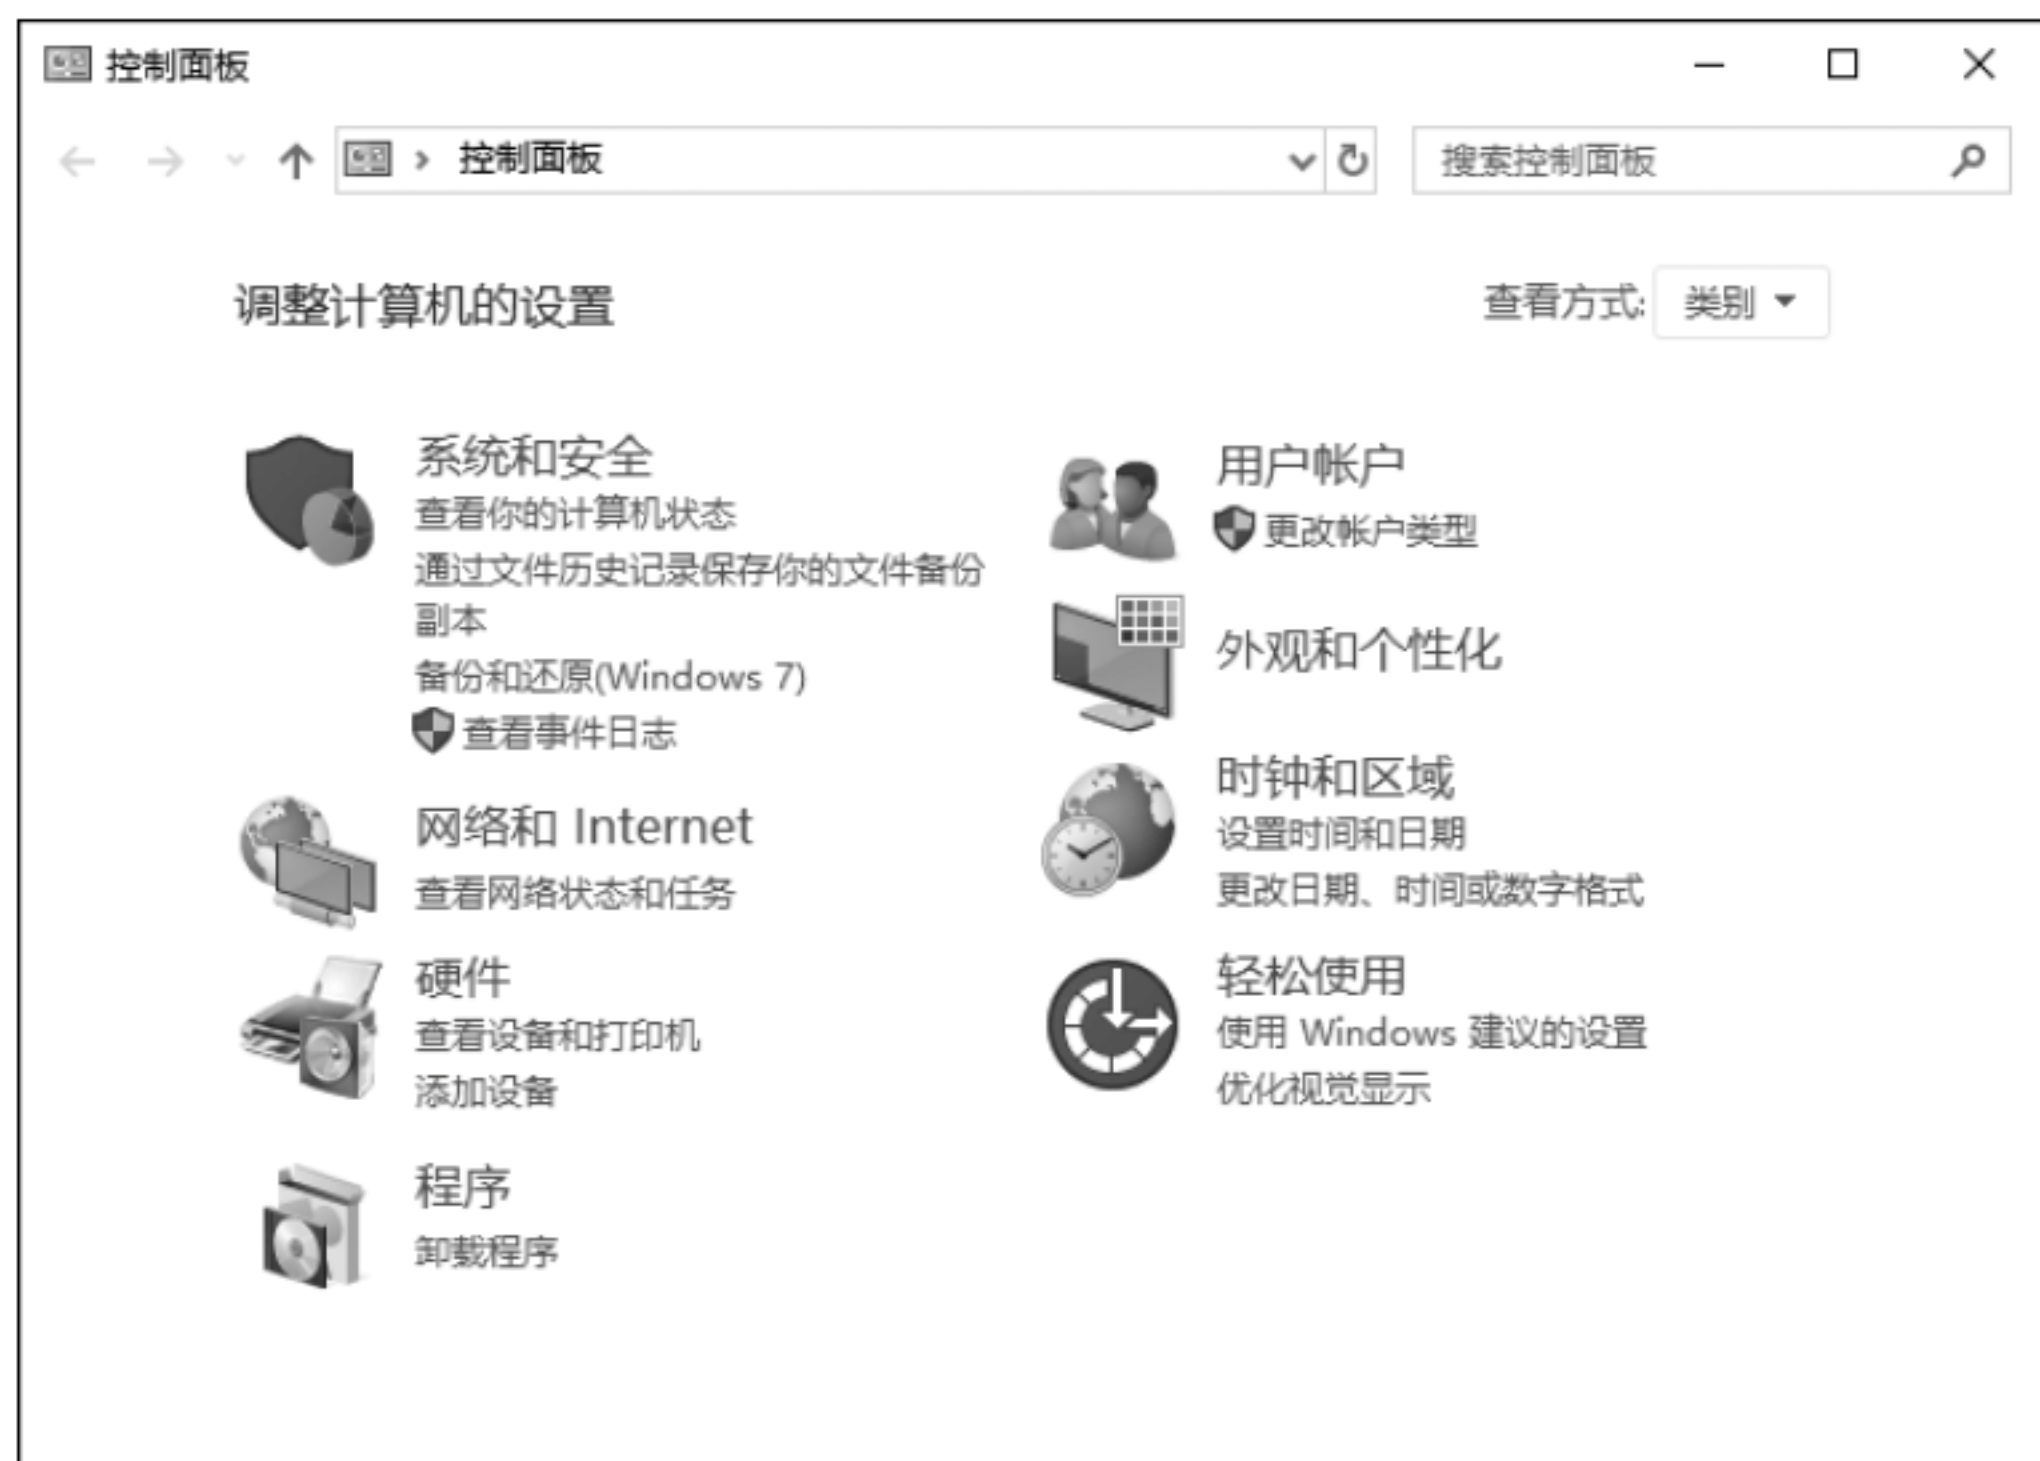 控制面板
控制面板
搜索控制面板
调整计算机的设置
查看方式: 类别
系统和安全
查看你的计算机状态
通过文件历史记录保存你的文件备份
副本
备份和还原(Windows 7)
查看事件日志
网络和 Internet
查看网络状态和任务
硬件
查看设备和打印机
添加设备
程序
卸载程序
用户帐户
更改帐户类型
外观和个性化
时钟和区域
设置时间和日期
更改日期、时间或数字格式
轻松使用
使用 Windows 建议的设置
优化视觉显示